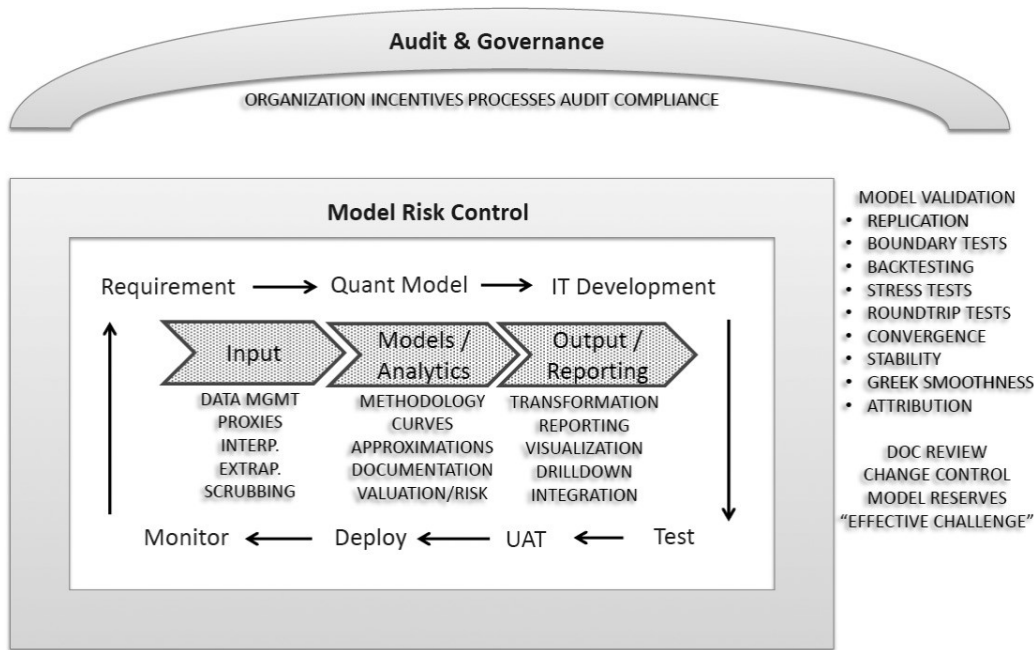 Audit & Governance
ORGANIZATION INCENTIVES PROCESSES AUDIT COMPLIANCE
Model Risk Control
Requirement
Quant Model
IT Development
Input
Models /
Analytics
Output /
Reporting
DATA MGMT
PROXIES
INTERP.
EXTRAP.
SCRUBBING
METHODOLOGY
CURVES
APPROXIMATIONS
DOCUMENTATION
VALUATION/RISK
TRANSFORMATION
REPORTING
VISUALIZATION
DRILLDOWN
INTEGRATION
Monitor
Deploy
UAT
Test
MODEL VALIDATION
• REPLICATION
• BOUNDARY TESTS
• BACKTESTING
• STRESS TESTS
• ROUNDTRIP TESTS
• CONVERGENCE
• STABILITY
• GREEK SMOOTHNESS
• ATTRIBUTION
DOC REVIEW
CHANGE CONTROL
MODEL RESERVES
“EFFECTIVE CHALLENGE”